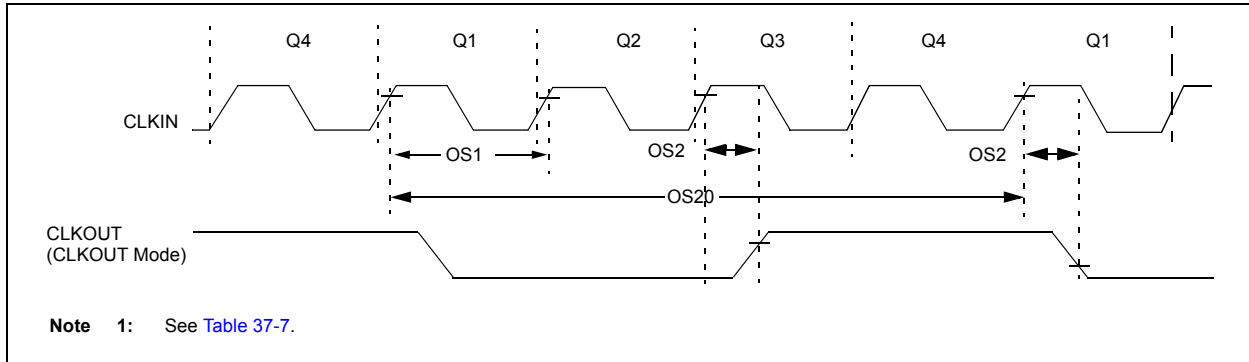 Q4 Q1 Q2 Q3 Q4 Q1
CLKIN
OS1 OS2 OS2
OS20
CLKOUT
(CLKOUT Mode)
Note 1: See Table 37-7.